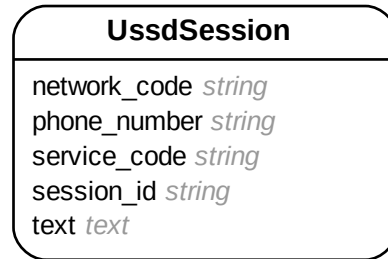 UssdSession
network_code string
phone_number string
service_code string
session_id string
text text